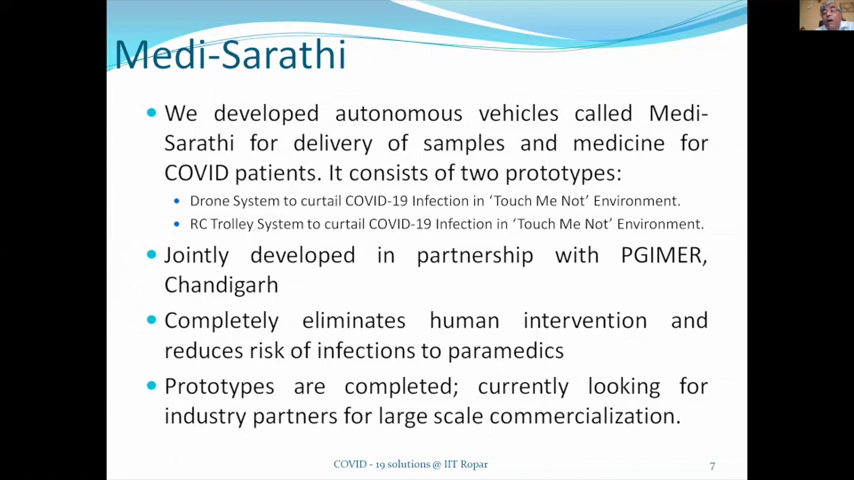 Medi-Sarathi
We developed autonomous vehicles called Medi-
Sarathi for delivery of samples and medicine for
COVID patients. It consists of two prototypes:
Drone System to curtail COVID-19 Infection in ‘Touch Me Not’ Environment.
RC Trolley System to curtail COVID-19 Infection in ‘Touch Me Not’ Environment.
Jointly developed in partnership with PGIMER,
Chandigarh
Completely eliminates human intervention and
reduces risk of infections to paramedics
Prototypes are completed; currently looking for
industry partners for large scale commercialization.
COVID - 19 solutions @ IIT Ropar
7